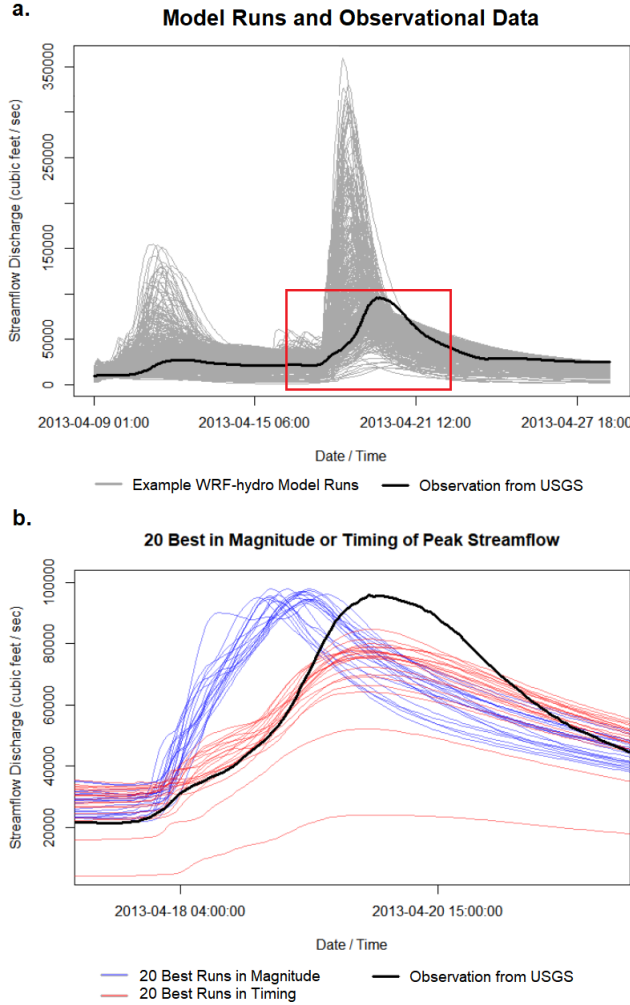 a.
Model Runs and Observational Data
Streamflow Discharge (cubic feet / sec)
350000
250000
150000
50000
0
2013-04-09 01:00
2013-04-15 06:00
2013-04-21 12:00
2013-04-27 18:00
Date / Time
Example WRF-hydro Model Runs
Observation from USGS
b.
20 Best in Magnitude or Timing of Peak Streamflow
Streamflow Discharge (cubic feet / sec)
100000
80000
60000
40000
20000
2013-04-18 04:00:00
2013-04-20 15:00:00
Date / Time
20 Best Runs in Magnitude
Observation from USGS
20 Best Runs in Timing